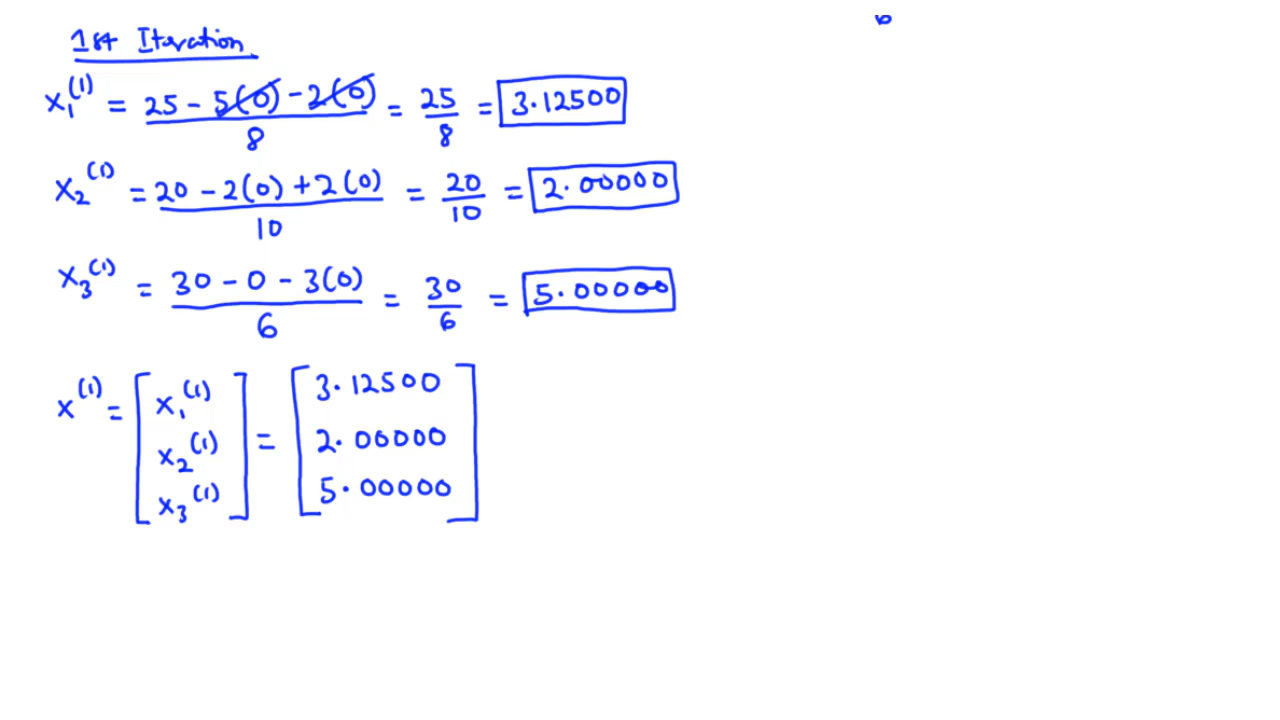 1st Iteration
x₁⁽¹⁾ = (25 - 5(0) - 2(0))/8 = 25/8 = 3.12500
x₂⁽¹⁾ = (20 - 2(0) + 2(0))/10 = 20/10 = 2.00000
x₃⁽¹⁾ = (30 - 0 - 3(0))/6 = 30/6 = 5.00000
x⁽¹⁾ = [x₁⁽¹⁾ x₂⁽¹⁾ x₃⁽¹⁾] = [3.12500 2.00000 5.00000]